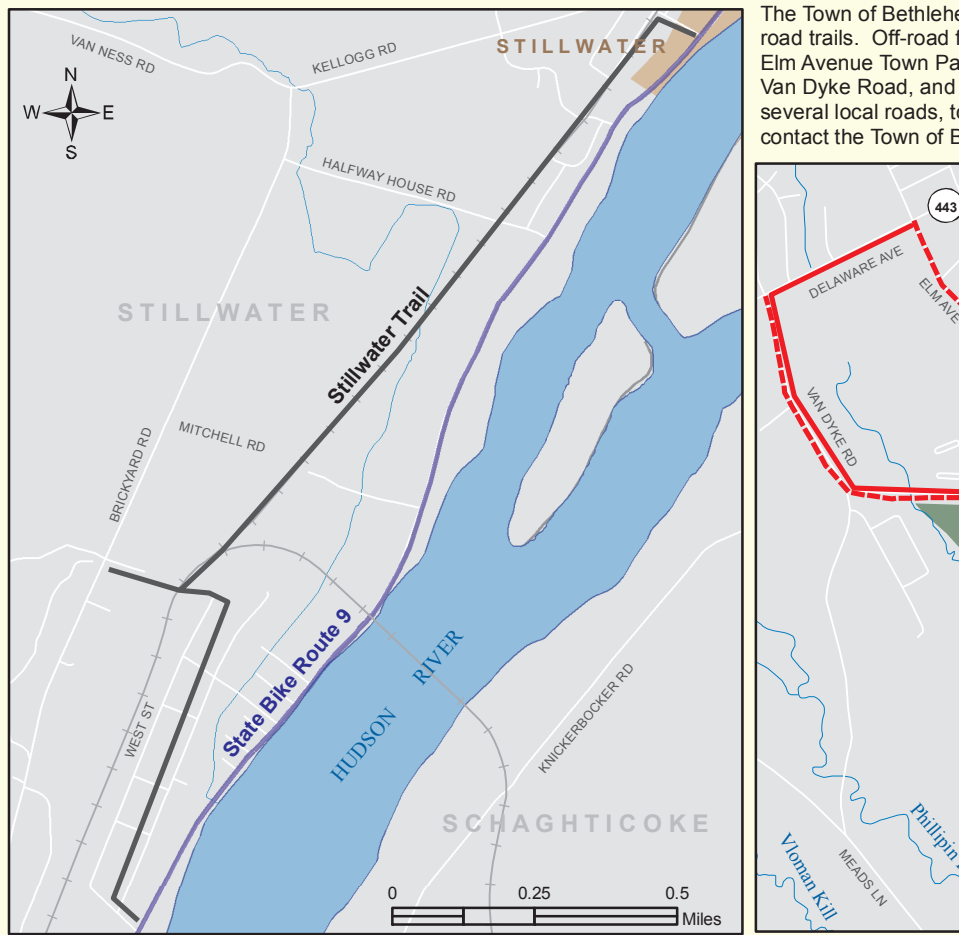 The Town of Bethlehe
road trails. Off-road f
Elm Avenue Town Pa
Van Dyke Road, and
several local roads, to
contact the Town of B
VAN NESS RD
KELLOGG RD
STILLWATER
N
W E
S
HALFWAY HOUSE RD
STILLWATER
Stillwater Trail
MITCHELL RD
BRICKYARD RD
State Bike Route 9
WEST ST
HUDSON RIVER
KNICKERBOCKER RD
SCHAGHTICOKE
0 0.25 0.5
Miles
443
DELAWARE AVE
ELM AVE
VAN DYKE RD
Phillipin
Vloman Kill
MEADS LN